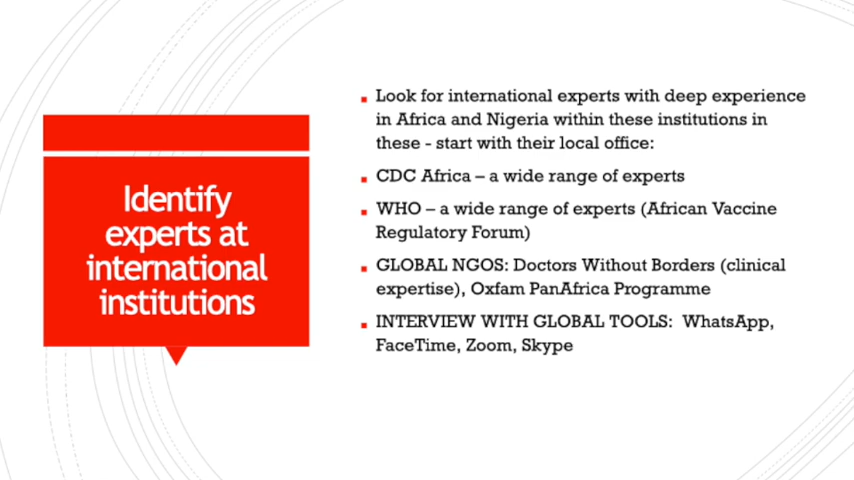 Identify
experts at
international
institutions
Look for international experts with deep experience
in Africa and Nigeria within these institutions in
these - start with their local office:
CDC Africa – a wide range of experts
WHO – a wide range of experts (African Vaccine
Regulatory Forum)
GLOBAL NGOS: Doctors Without Borders (clinical
expertise), Oxfam PanAfrica Programme
INTERVIEW WITH GLOBAL TOOLS: WhatsApp,
FaceTime, Zoom, Skype